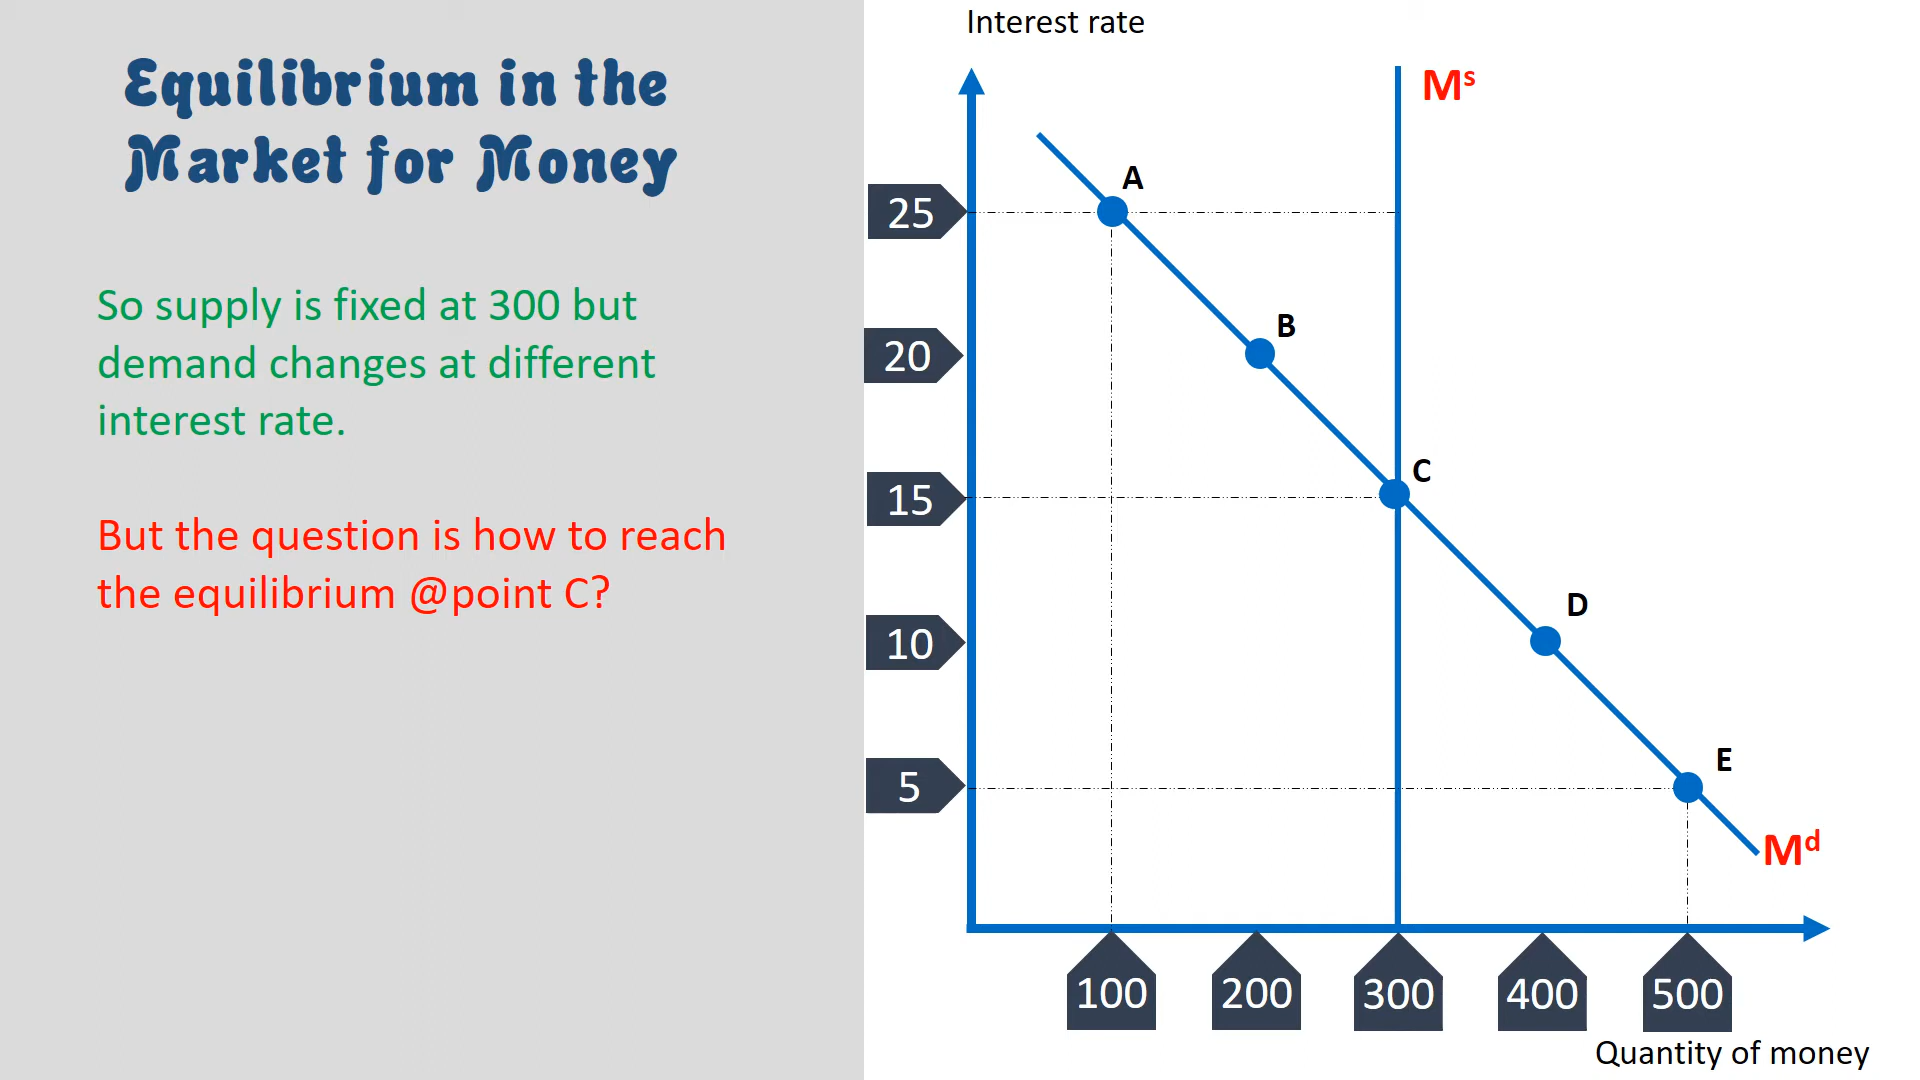 Equilibrium in the
Market for Money
So supply is fixed at 300 but
demand changes at different
interest rate.
But the question is how to reach
the equilibrium @point C?
Interest rate
Mˢ
A
25
B
20
C
15
D
10
E
5
Mᵈ
100 200 300 400 500
Quantity of money